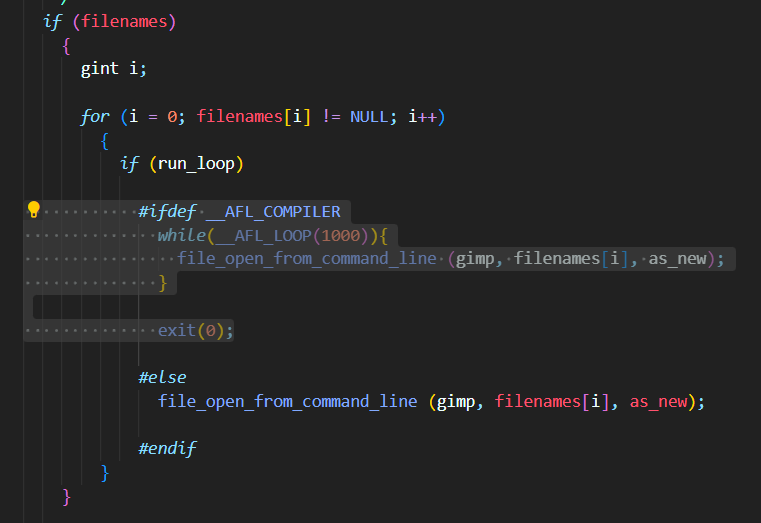 if (filenames)
{
gint i;
for (i = 0; filenames[i] != NULL; i++)
{
if (run_loop)
#ifdef __AFL_COMPILER
while(__AFL_LOOP(1000)){
file_open_from_command_line (gimp, filenames[i], as_new);
}
exit(0);
#else
file_open_from_command_line (gimp, filenames[i], as_new);
#endif
}
}